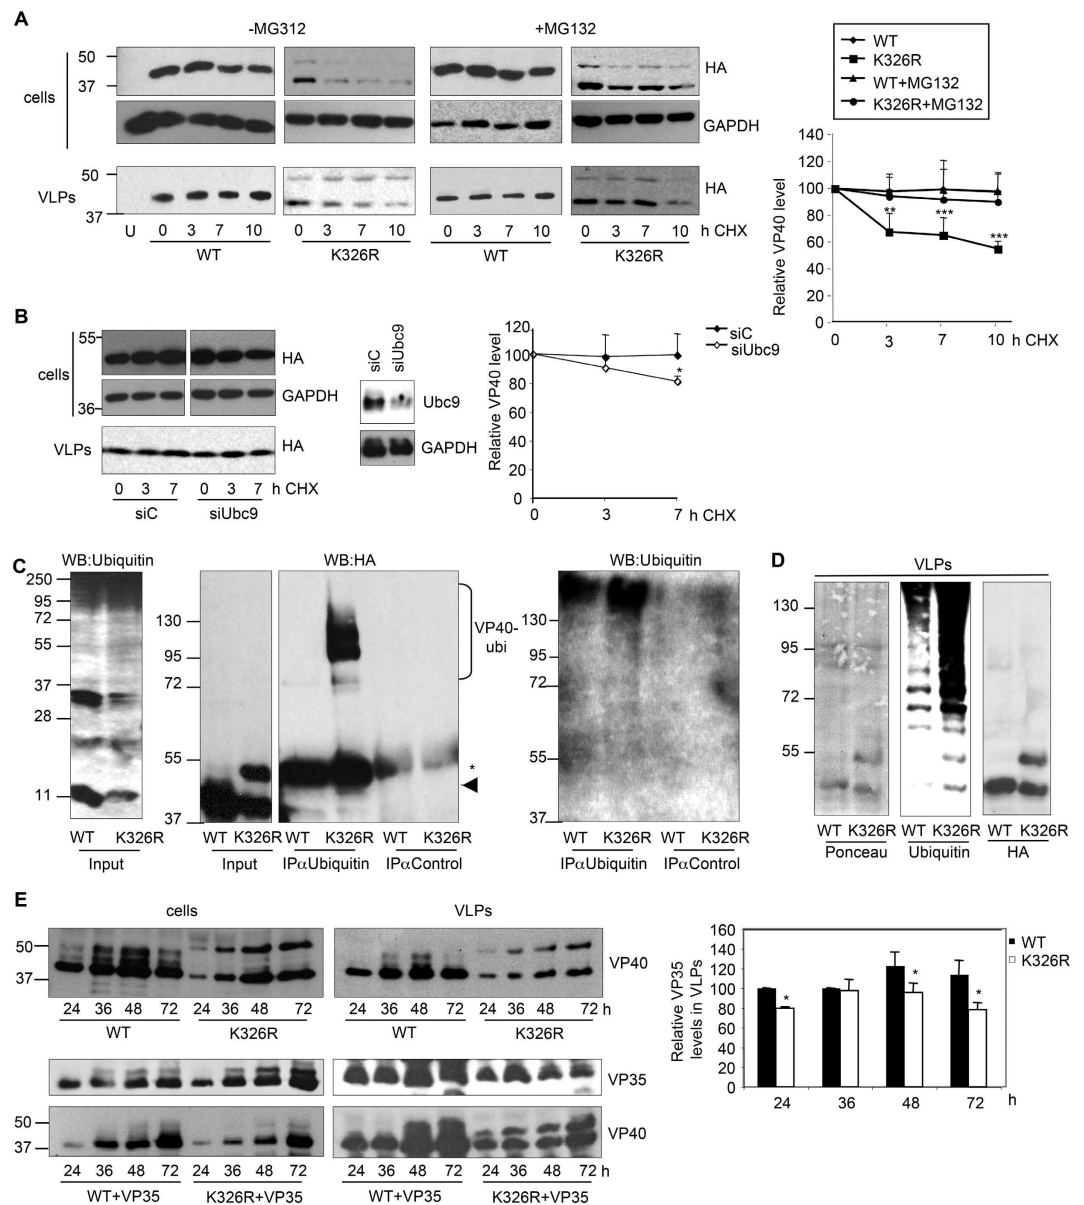 A
-MG312
+MG132
50
37
cells
HA
GAPDH
VLPs
50
37
HA
U 0 3 7 10 0 3 7 10 0 3 7 10 0 3 7 10 h CHX
WT K326R WT K326R
WT
K326R
WT+MG132
K326R+MG132
Relative VP40 level
140
120
100
80
60
40
20
0
** *** ***
0 3 7 10 h CHX
B
55
36
cells
HA
GAPDH
VLPs
HA
0 3 7 0 3 7 h CHX
siC siUbc9
siC siUbc9
Ubc9
GAPDH
Relative VP40 level
120
100
80
60
40
20
0
*
0 3 7 h CHX
siC
siUbc9
C
WB:Ubiquitin
250
95
72
55
37
28
11
WT K326R
Input
WB:HA
130
95
72
55
37
VP40-
ubi
*
WT K326R WT K326R WT K326R
Input IPαUbiquitin IPαControl
WB:Ubiquitin
130
95
72
55
37
WT K326R WT K326R
IPαUbiquitin IPαControl
D
VLPs
130
95
72
55
WT K326R WT K326R WT K326R
Ponceau Ubiquitin HA
E
cells VLPs
50
37
VP40
24 36 48 72 24 36 48 72 24 36 48 72 24 36 48 72 h
WT K326R WT K326R
VP35
50
37
VP40
24 36 48 72 24 36 48 72 24 36 48 72 24 36 48 72 h
WT+VP35 K326R+VP35 WT+VP35 K326R+VP35
Relative VP35
levels in VLPs
160
140
120
100
80
60
40
20
0
* * *
24 36 48 72 h
WT
K326R